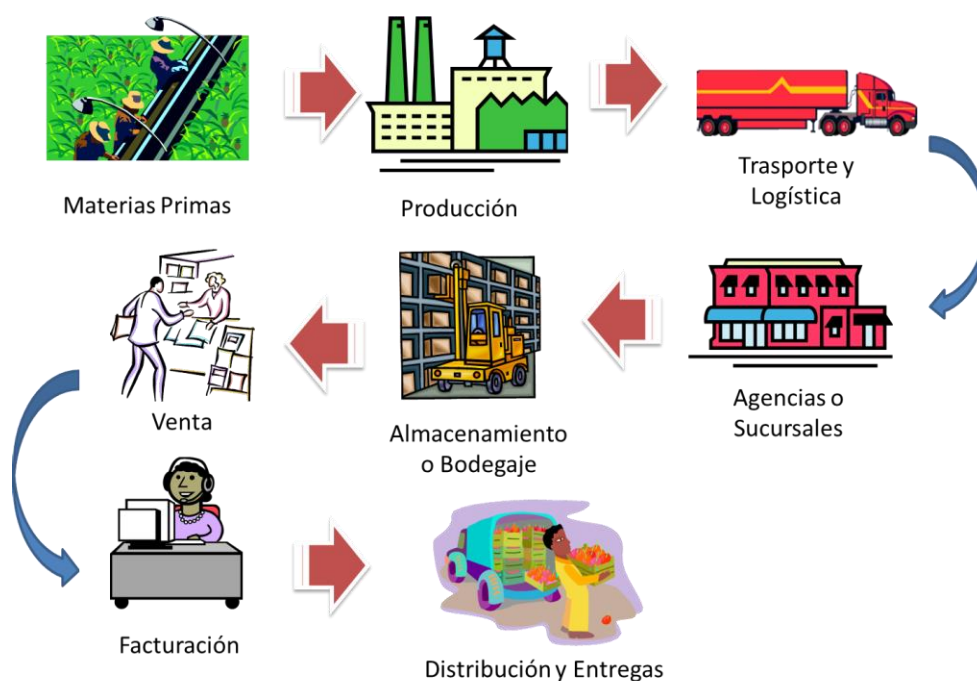 Materias Primas
Producción
Trasporte y
Logística
Agencias o
Sucursales
Almacenamiento
o Bodegaje
Venta
Facturación
Distribución y Entregas